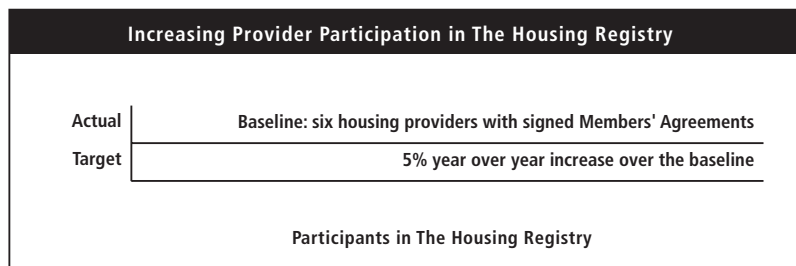 Increasing Provider Participation in The Housing Registry
Actual Baseline: six housing providers with signed Members' Agreements
Target 5% year over year increase over the baseline
Participants in The Housing Registry